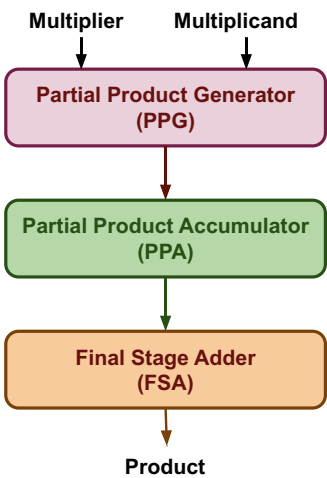 Multiplier Multiplicand
Partial Product Generator
(PPG)
Partial Product Accumulator
(PPA)
Final Stage Adder
(FSA)
Product